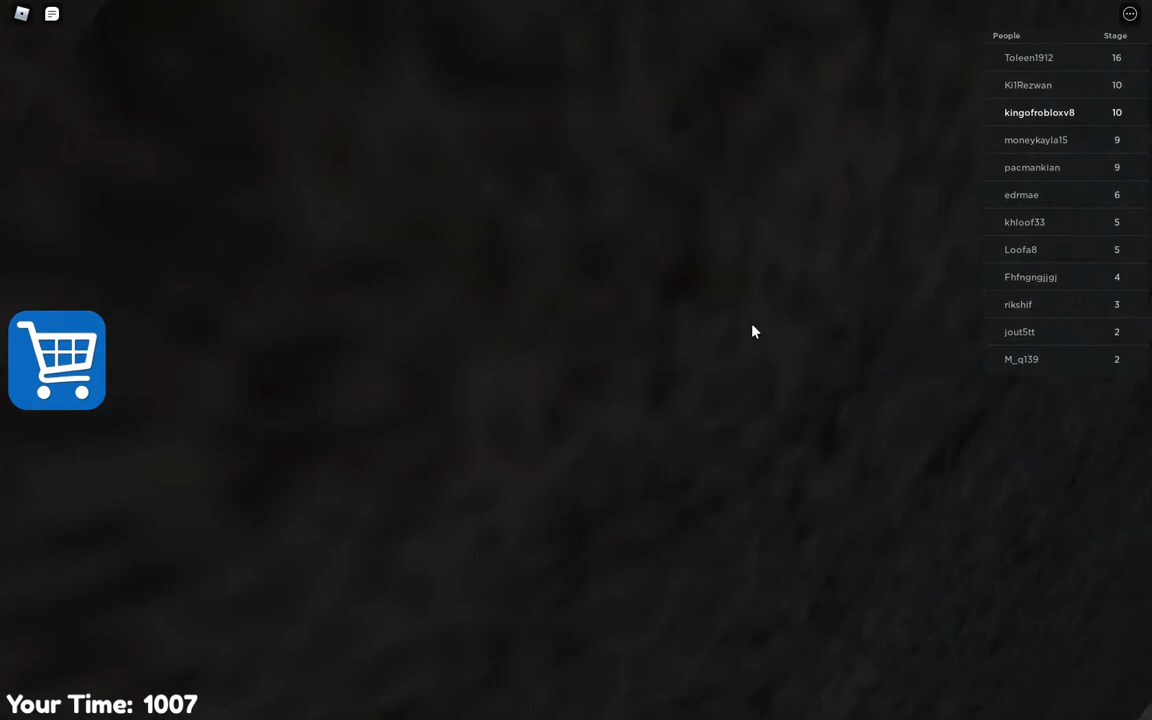 People Stage
Toleen1912 16
Ki1Rezwan 10
kingofrobloxv8 10
moneykayla15 9
pacmankian 9
edrmae 6
khloof33 5
Loofa8 5
Fhfngngjjgj 4
rikshif 3
jout5tt 2
M_q139 2
Your Time: 1007